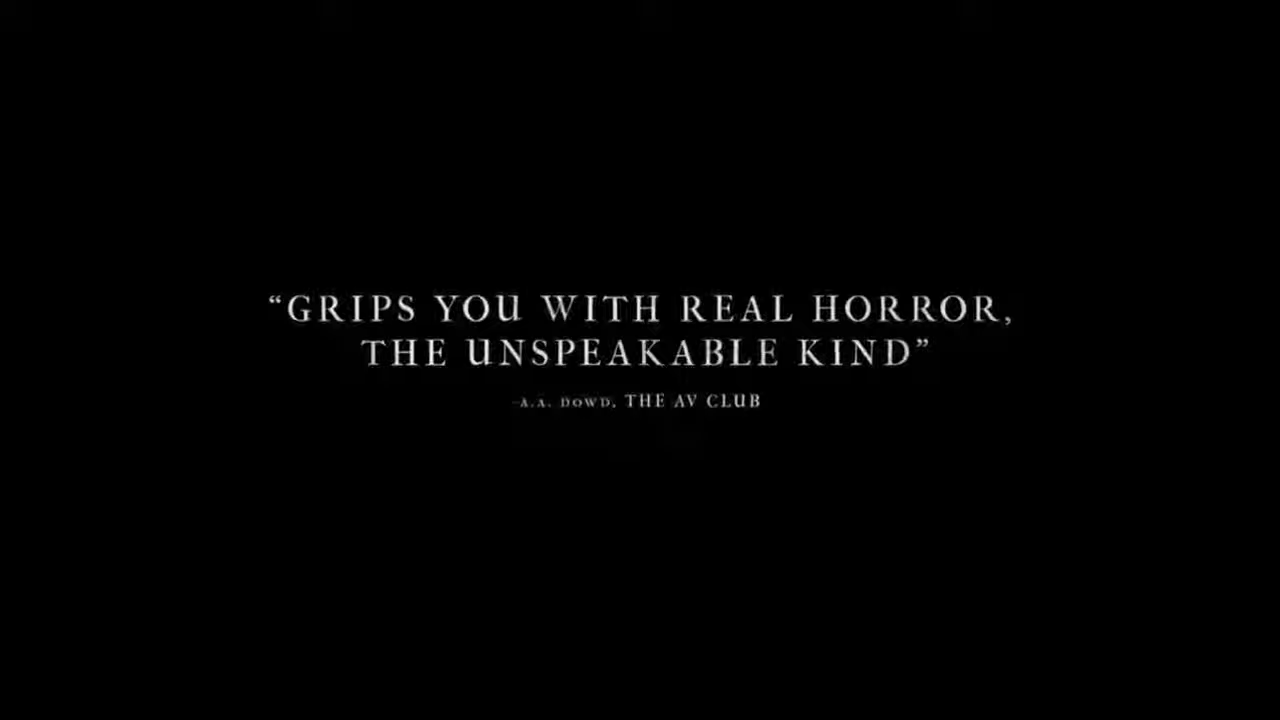 “GRIPS YOU WITH REAL HORROR,
THE UNSPEAKABLE KIND”
-A.A. DOWD, THE AV CLUB